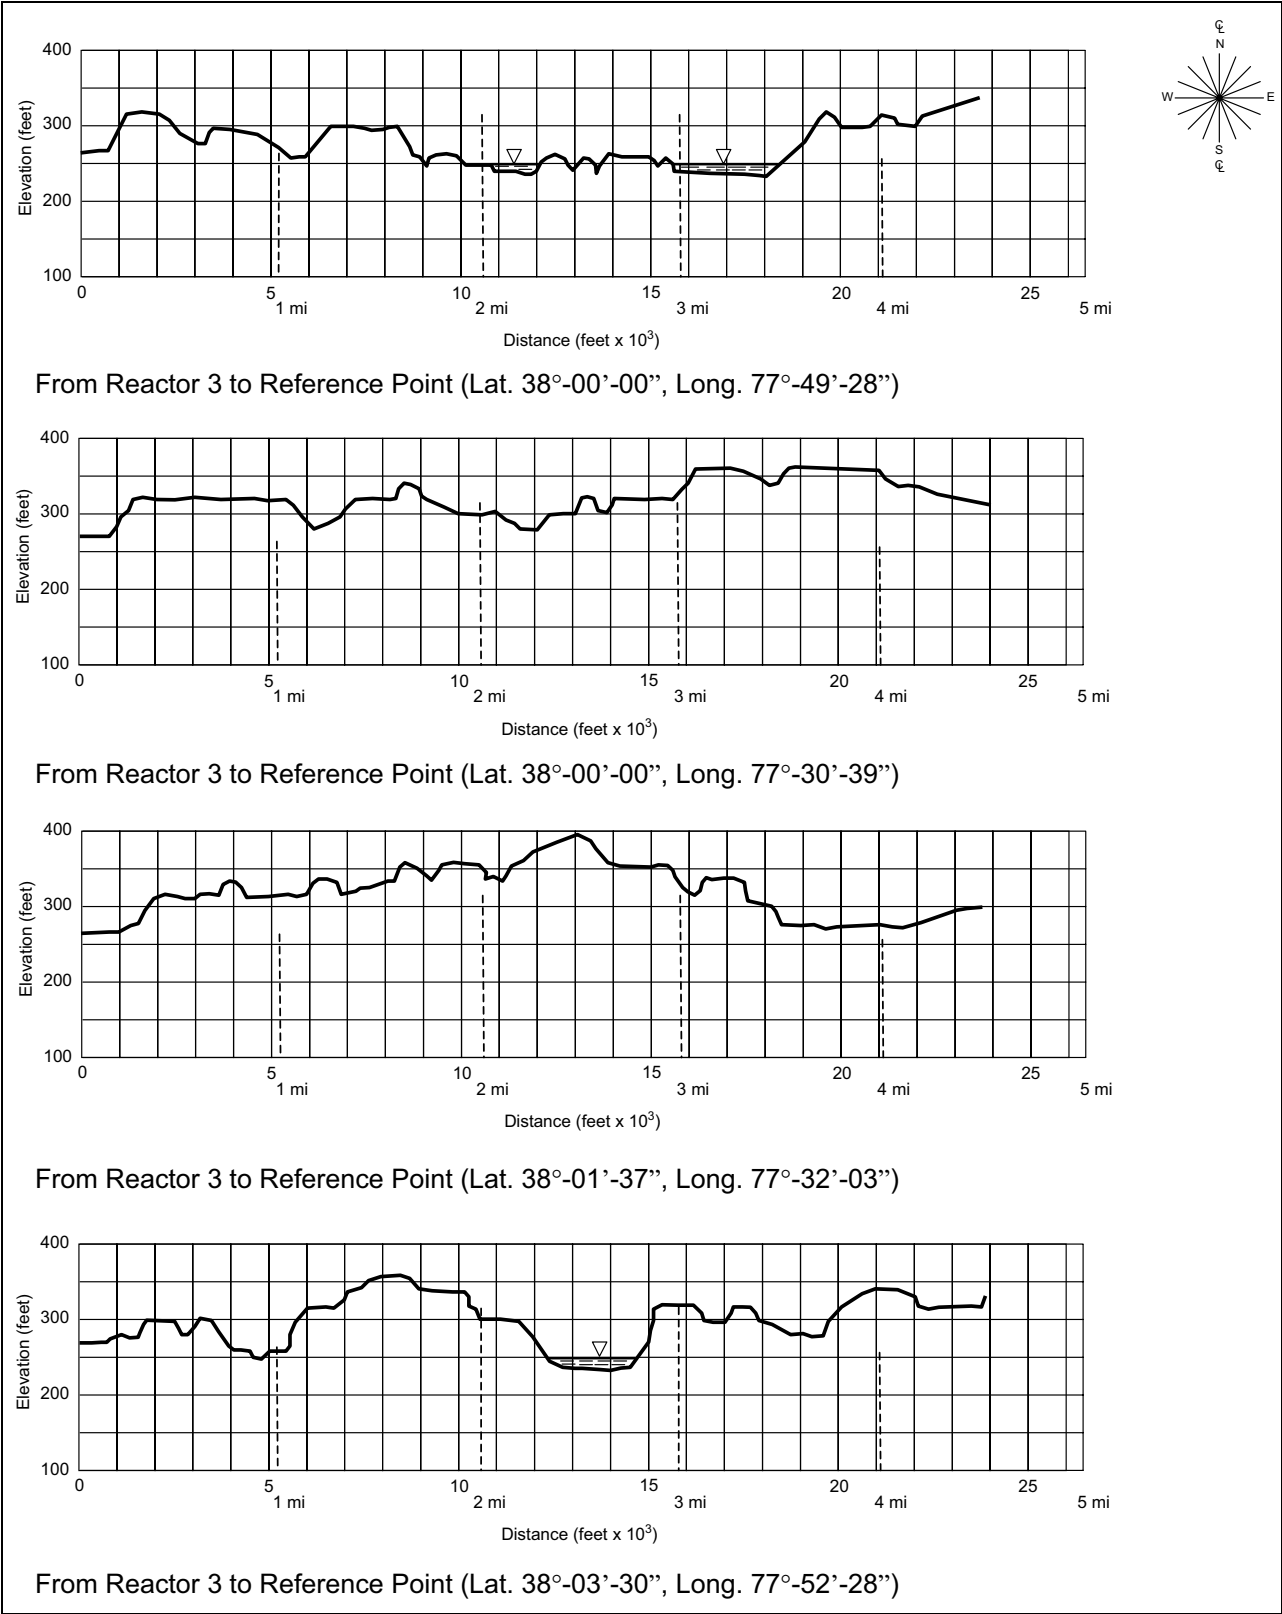 ℄
N
W E
S
℄
Elevation (feet)
400
300
200
100
0 5 10 15 20 25
1 mi 2 mi 3 mi 4 mi 5 mi
Distance (feet x 10³)
From Reactor 3 to Reference Point (Lat. 38°-00’-00”, Long. 77°-49’-28”)
Elevation (feet)
400
300
200
100
0 5 10 15 20 25
1 mi 2 mi 3 mi 4 mi 5 mi
Distance (feet x 10³)
From Reactor 3 to Reference Point (Lat. 38°-00’-00”, Long. 77°-30’-39”)
Elevation (feet)
400
300
200
100
0 5 10 15 20 25
1 mi 2 mi 3 mi 4 mi 5 mi
Distance (feet x 10³)
From Reactor 3 to Reference Point (Lat. 38°-01’-37”, Long. 77°-32’-03”)
Elevation (feet)
400
300
200
100
0 5 10 15 20 25
1 mi 2 mi 3 mi 4 mi 5 mi
Distance (feet x 10³)
From Reactor 3 to Reference Point (Lat. 38°-03’-30”, Long. 77°-52’-28”)